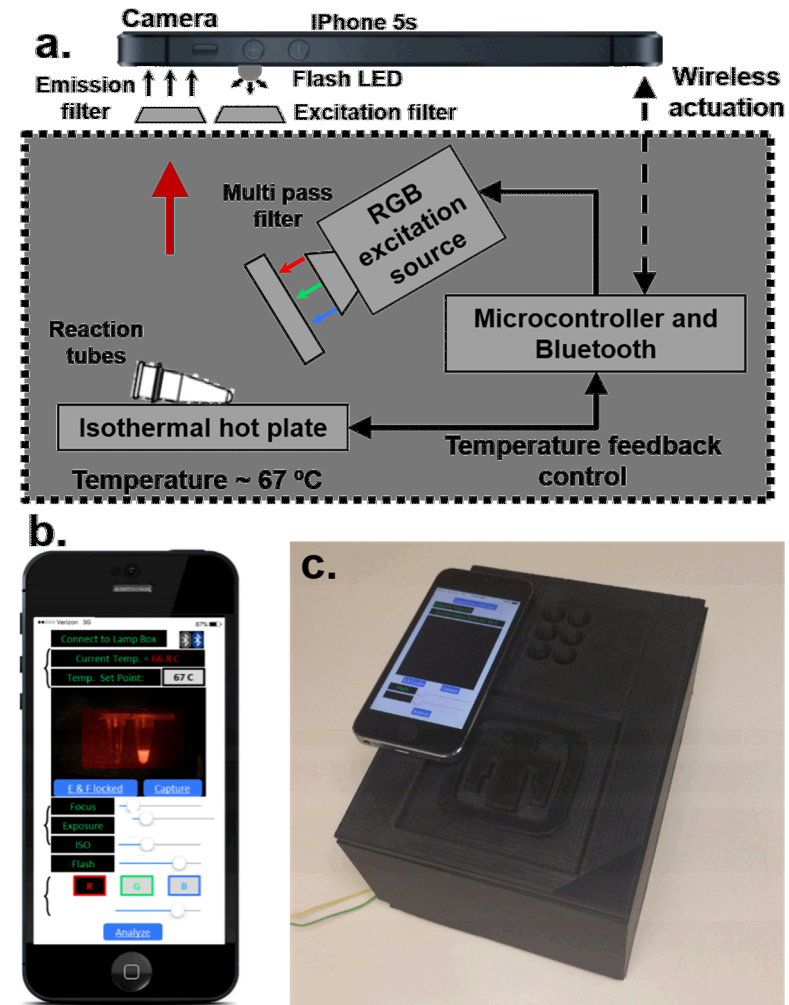 a.
Camera
IPhone 5s
Emission
filter
Flash LED
Excitation filter
Wireless
actuation
Multi pass
filter
RGB
excitation
source
Microcontroller and
Bluetooth
Reaction
tubes
Isothermal hot plate
Temperature feedback
control
Temperature ~ 67 ºC
b.
Verizon 3G
67%
Connect to Lamp Box
Current Temp. = 66.8 C
Temp. Set Point:
67 C
E & F locked
Capture
Focus
Exposure
ISO
Flash
R
G
B
Analyze
c.